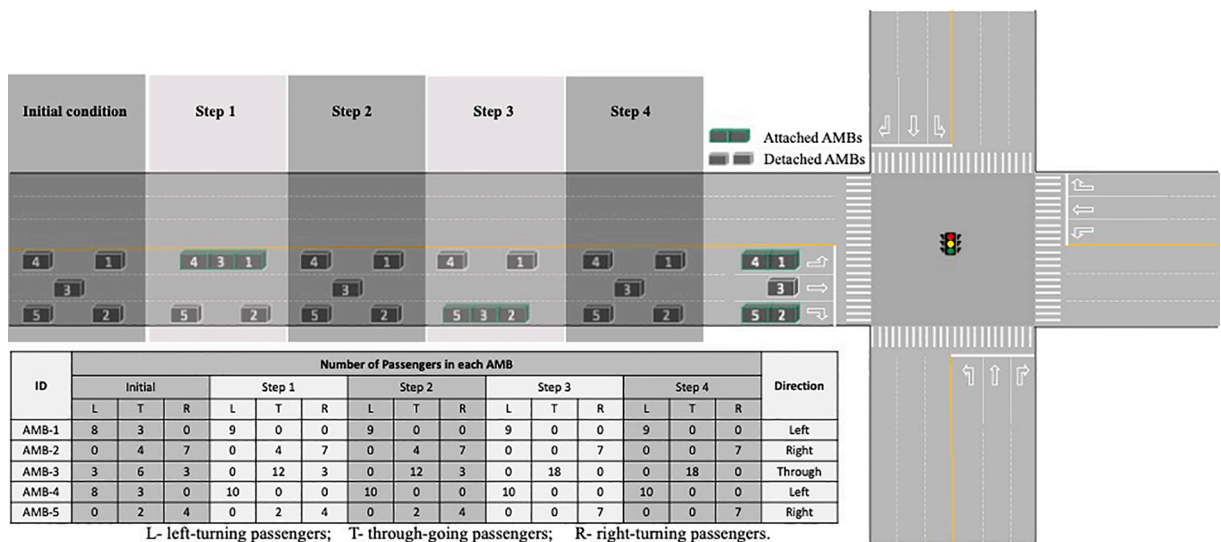 Initial condition
Step 1
Step 2
Step 3
Step 4
Attached AMBs
Detached AMBs
4 1 4 3 1 4 1 4 1 4 1 4 1
3 3 3 3
5 2 5 2 5 2 5 3 2 5 2 5 2
ID Number of Passengers in each AMB Direction
Initial Step 1 Step 2 Step 3 Step 4
L T R L T R L T R L T R L T R
AMB-1 8 3 0 9 0 0 9 0 0 9 0 0 9 0 0 Left
AMB-2 0 4 7 0 4 7 0 4 7 0 0 7 0 0 7 Right
AMB-3 3 6 3 0 12 3 0 12 3 0 18 0 0 18 0 Through
AMB-4 8 3 0 10 0 0 10 0 0 10 0 0 10 0 0 Left
AMB-5 0 2 4 0 2 4 0 2 4 0 0 7 0 0 7 Right
L- left-turning passengers; T- through-going passengers; R- right-turning passengers.